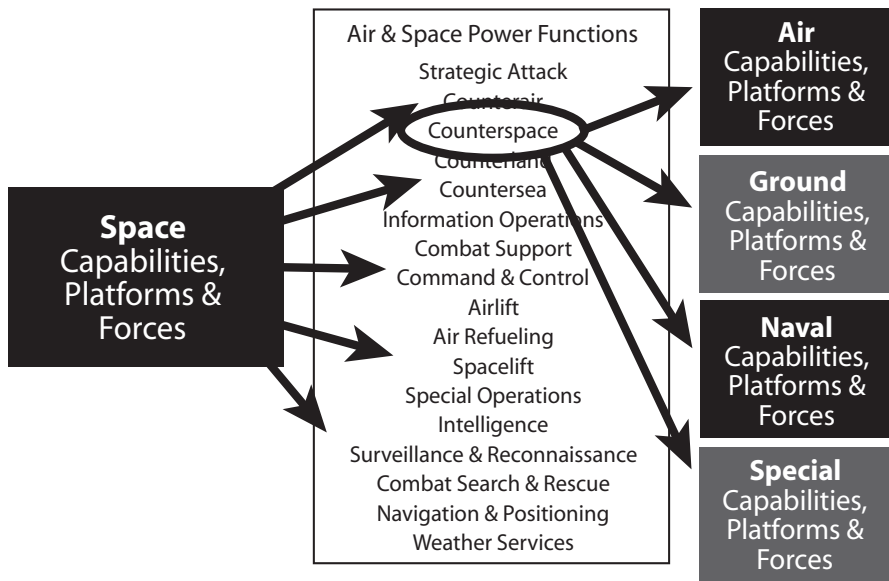 Space
Capabilities,
Platforms &
Forces
Air & Space Power Functions
Strategic Attack
Counterair
Counterspace
Counterland
Countersea
Information Operations
Combat Support
Command & Control
Airlift
Air Refueling
Spacelift
Special Operations
Intelligence
Surveillance & Reconnaissance
Combat Search & Rescue
Navigation & Positioning
Weather Services
Air
Capabilities,
Platforms &
Forces
Ground
Capabilities,
Platforms &
Forces
Naval
Capabilities,
Platforms &
Forces
Special
Capabilities,
Platforms &
Forces